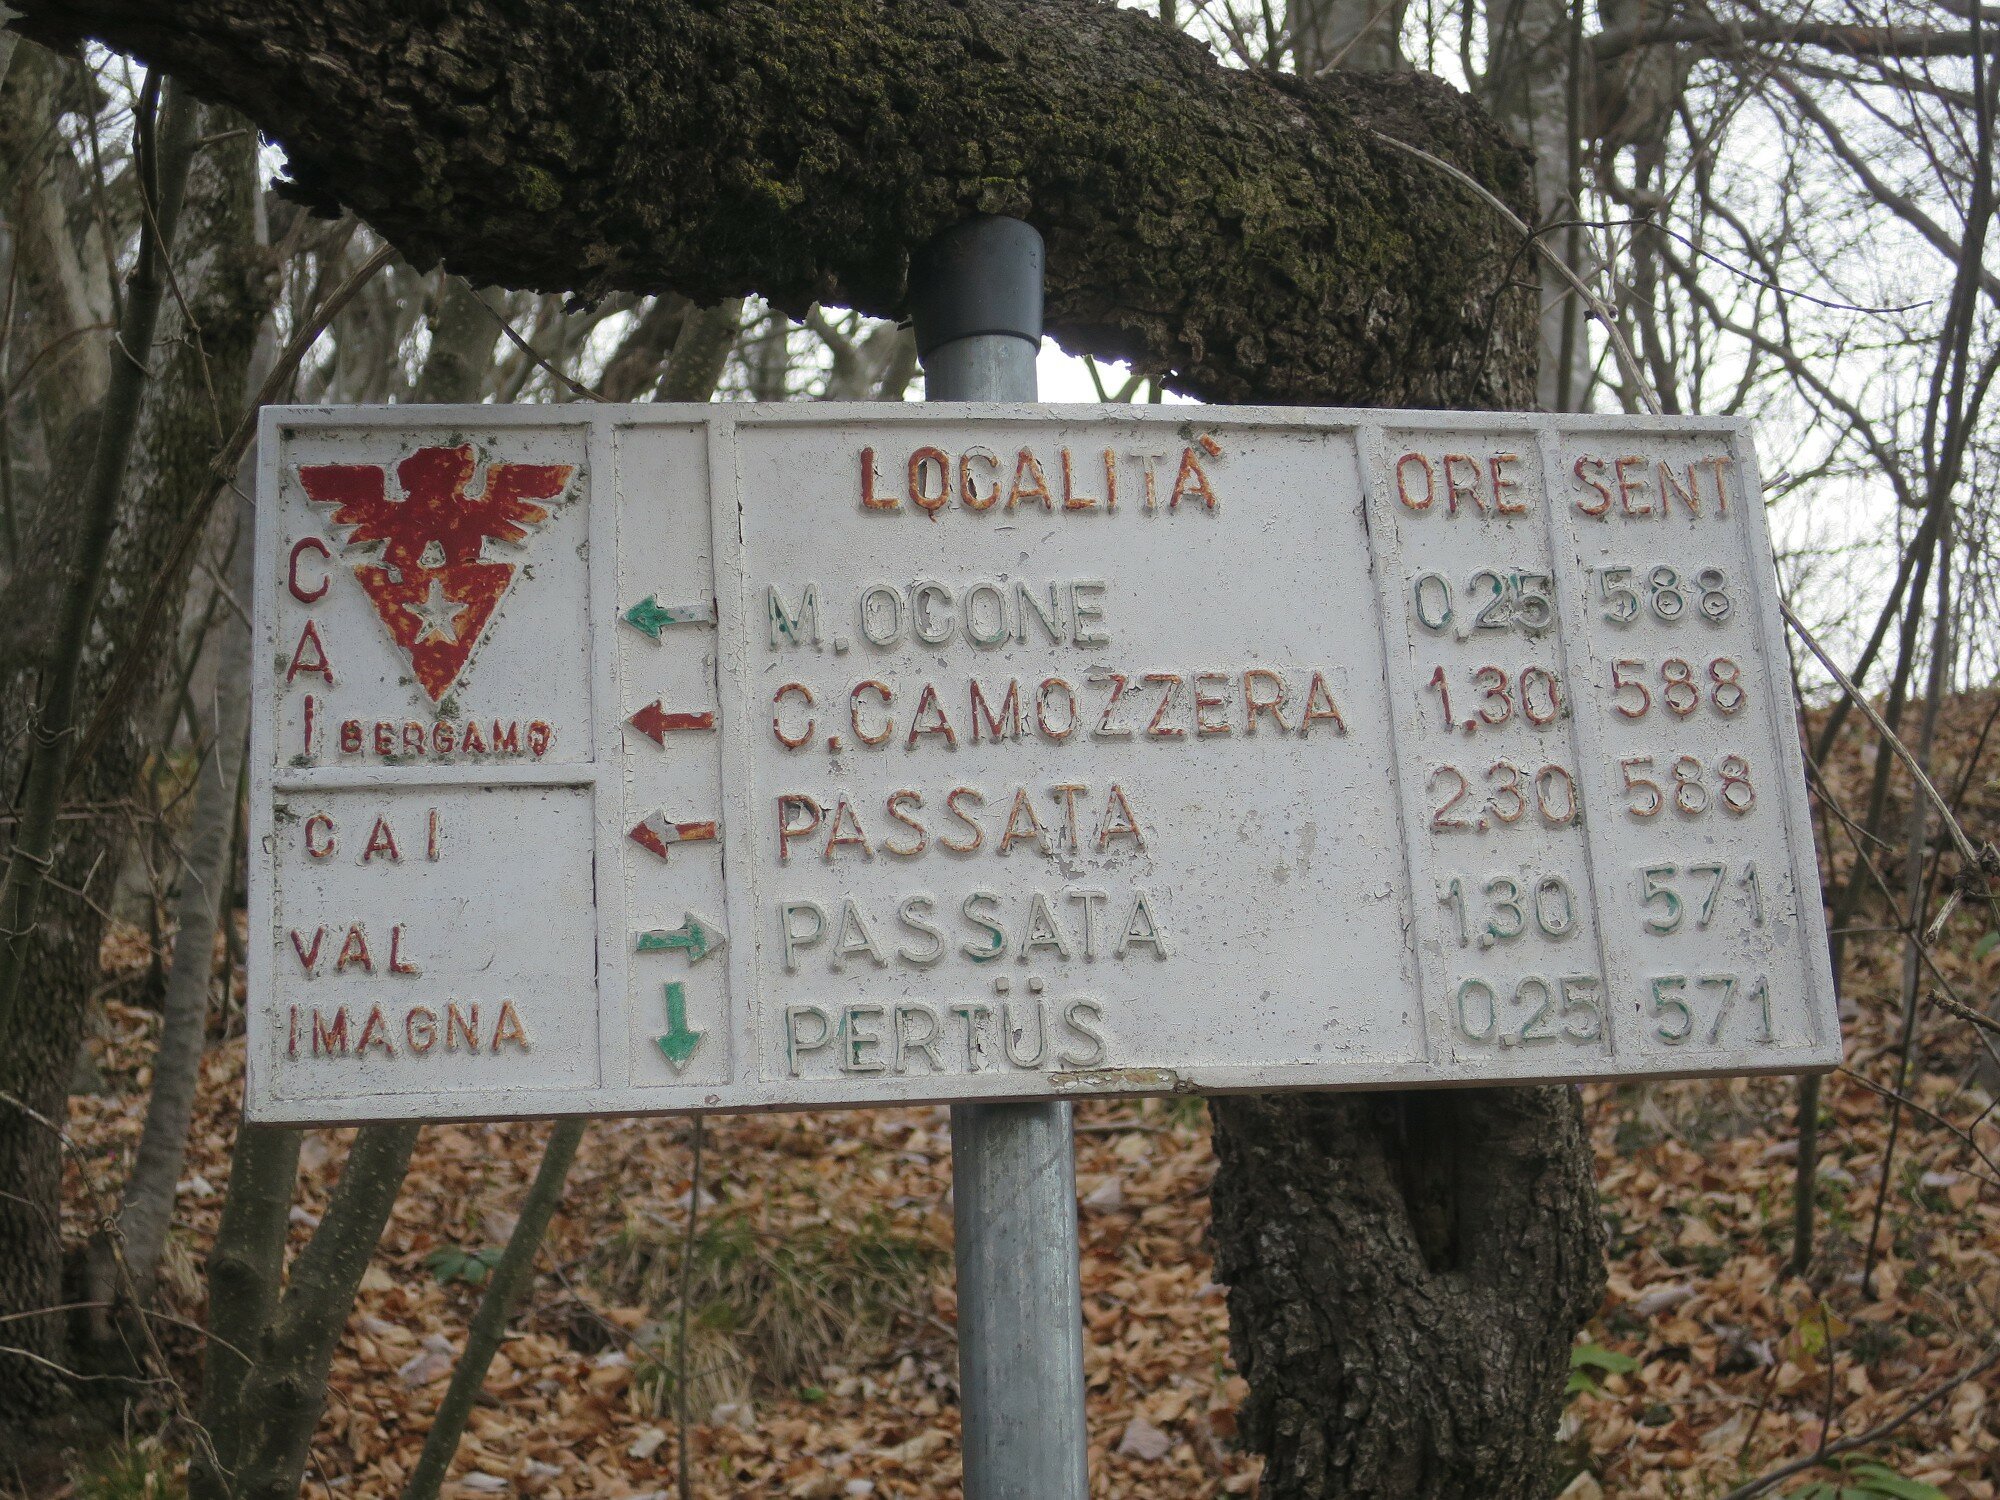 C
A
I BERGAMO
CAI
VAL
IMAGNA
LOCALITÀ ORE SENT
M.OCONE 0,25 588
C.CAMOZZERA 1.30 588
PASSATA 2.30 588
PASSATA 1.30 571
PERTÜS 0.25 571